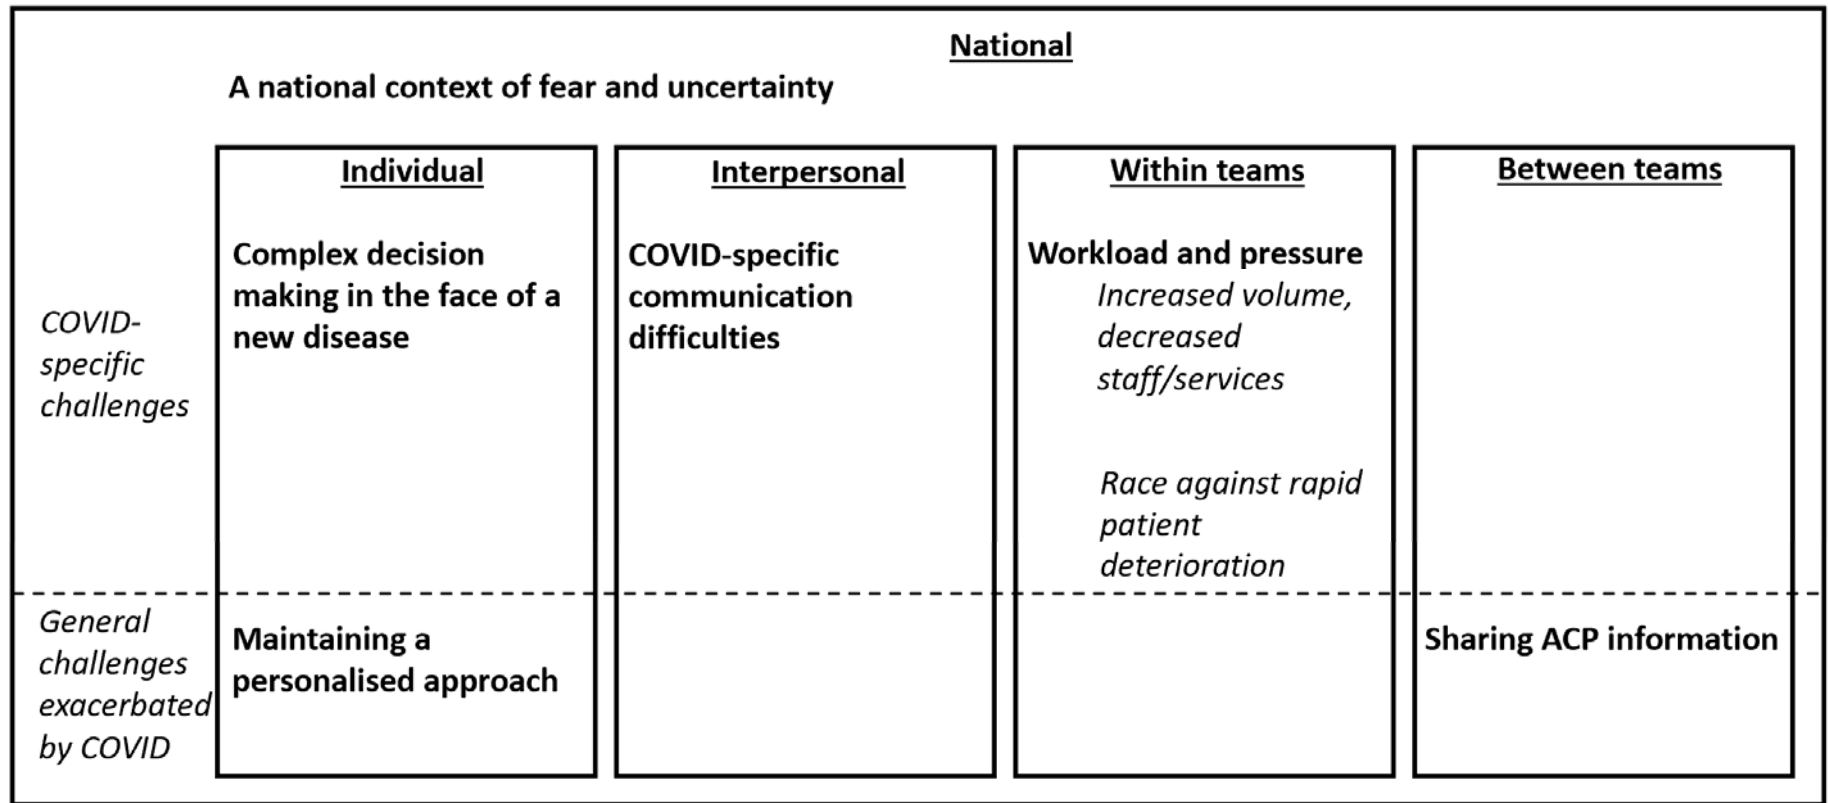 National
A national context of fear and uncertainty
Individual
Interpersonal
Within teams
Between teams
COVID-
specific
challenges
Complex decision
making in the face of a
new disease
COVID-specific
communication
difficulties
Workload and pressure
Increased volume,
decreased
staff/services
Race against rapid
patient
deterioration
General
challenges
exacerbated
by COVID
Maintaining a
personalised approach
Sharing ACP information